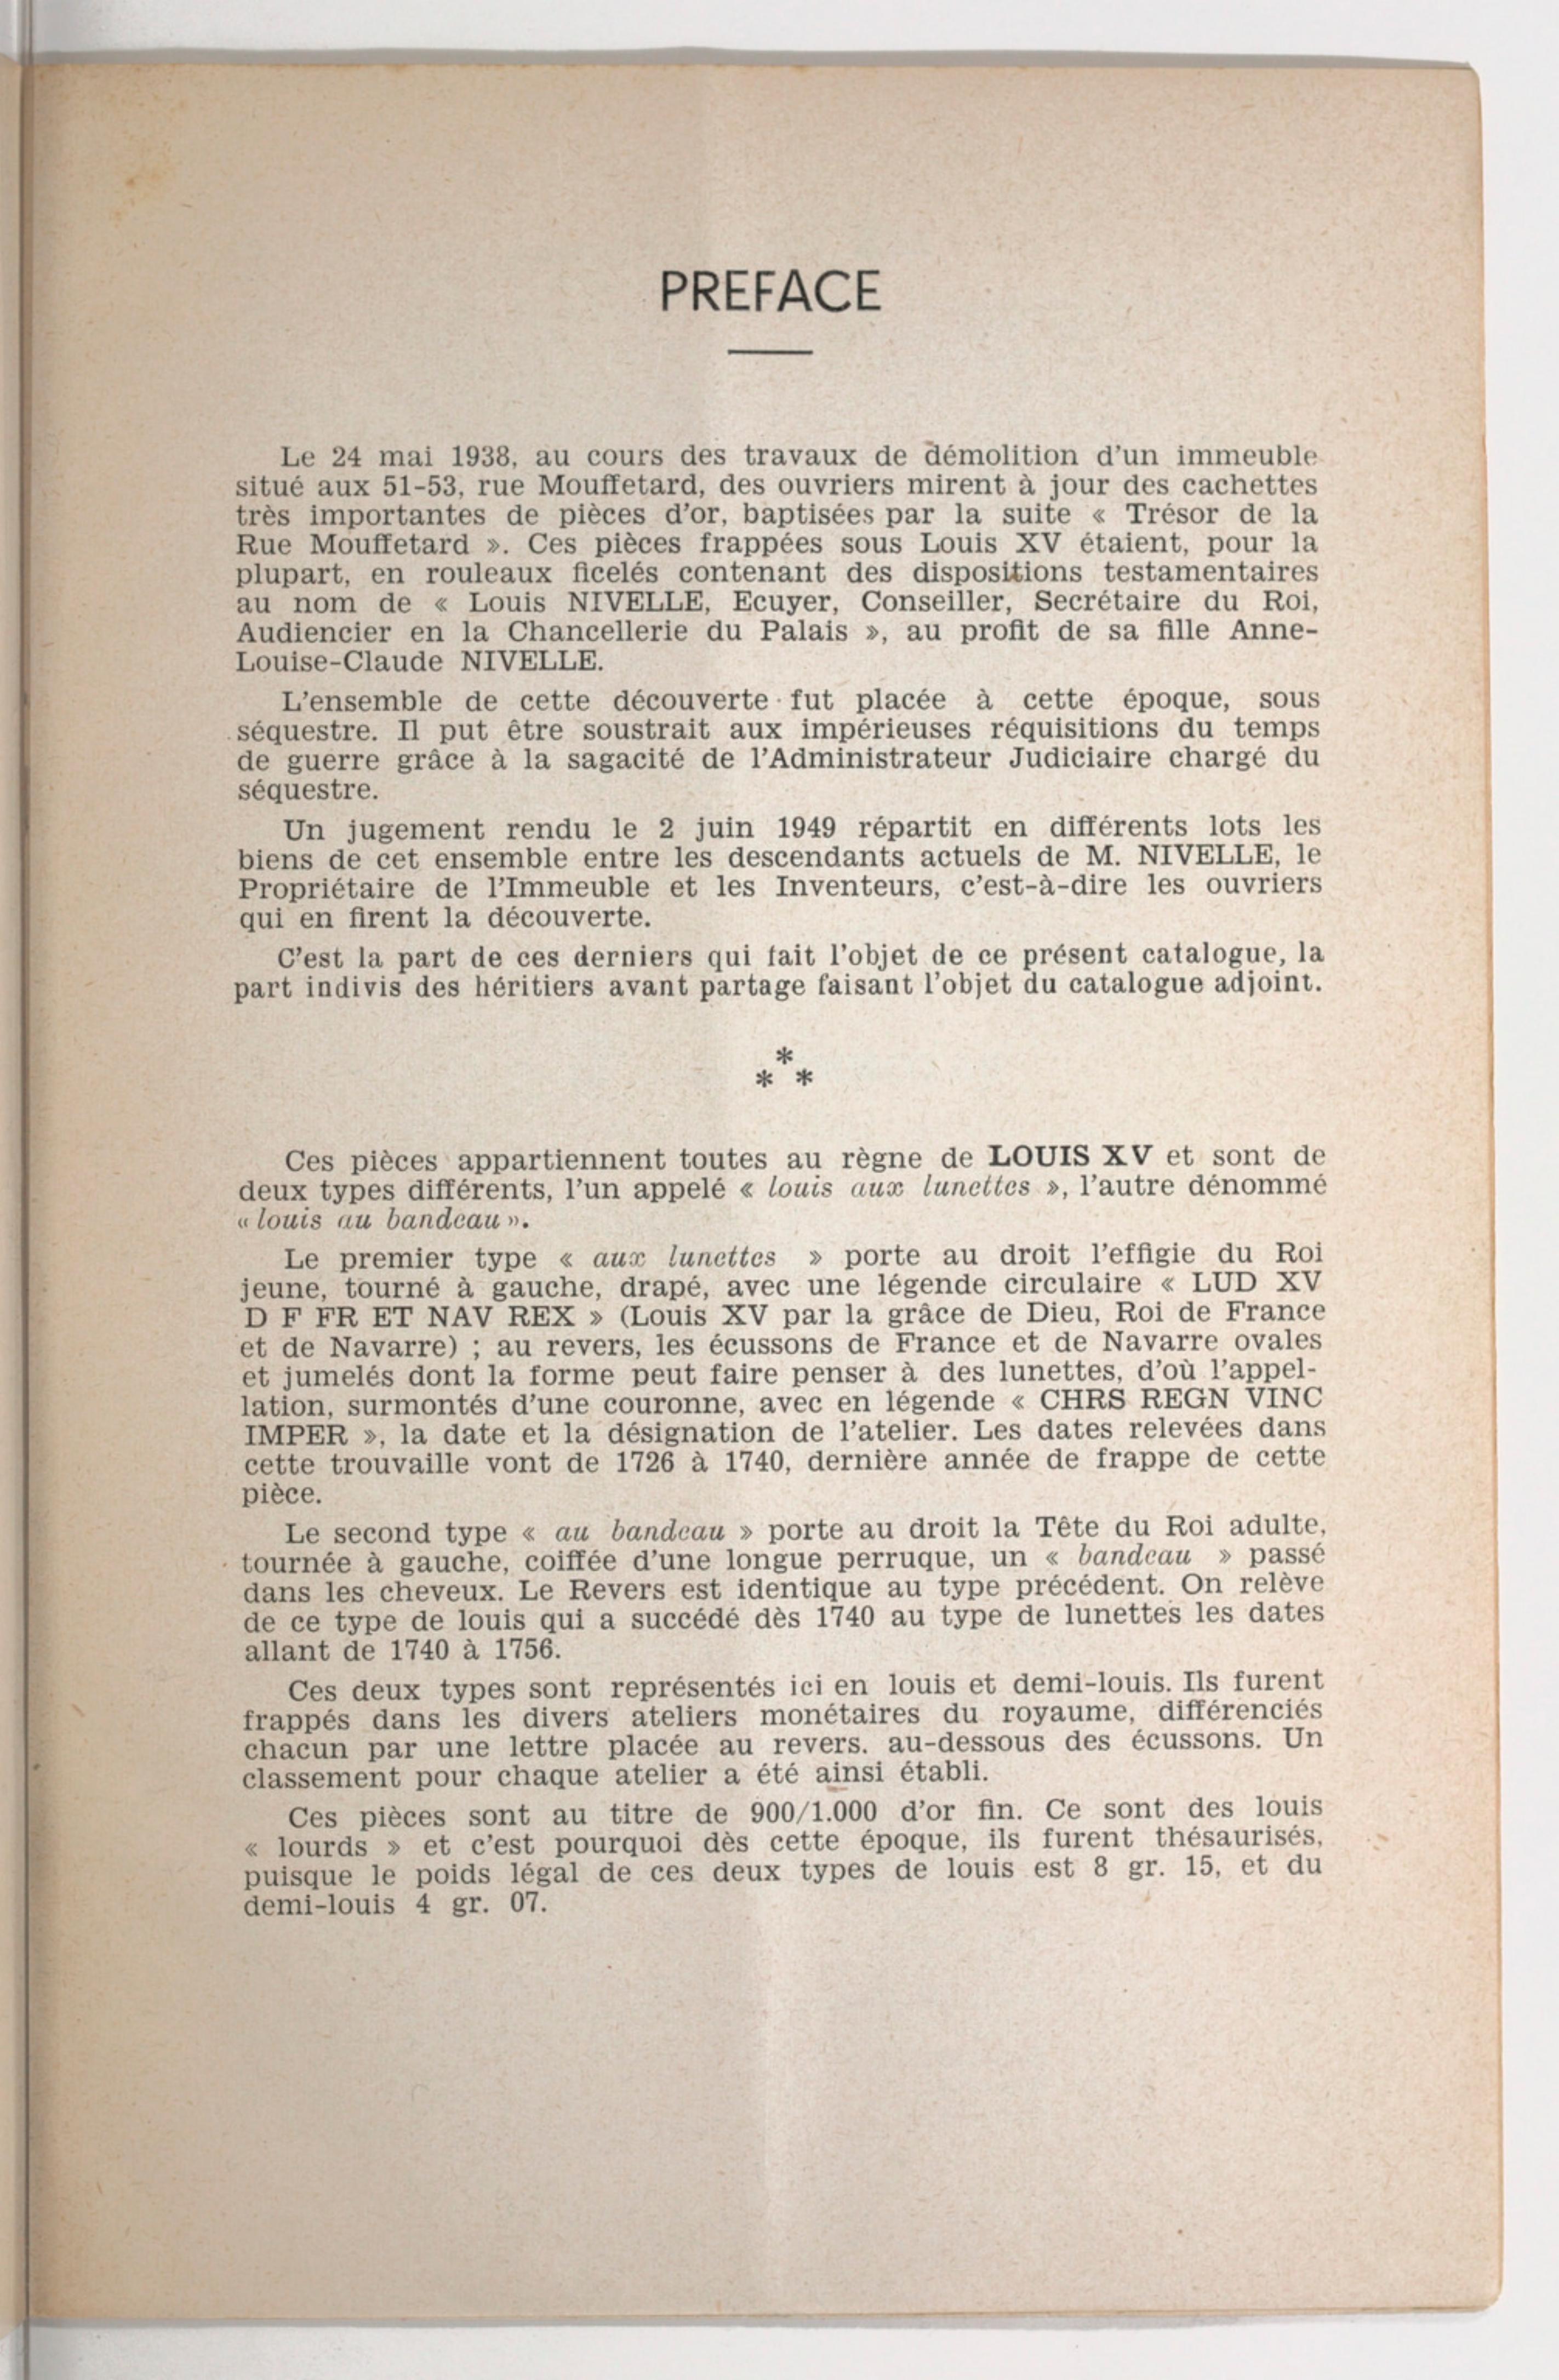 PREFACE
Le 24 mai 1938, au cours des travaux de démolition d'un immeuble
situé aux 51-53, rue Mouffetard, des ouvriers mirent à jour des cachettes
très importantes de pièces d'or, baptisées par la suite « Trésor de la
Rue Mouffetard ». Ces pièces frappées sous Louis XV étaient, pour la
plupart, en rouleaux ficelés contenant des dispositions testamentaires
au nom de « Louis NIVELLE, Ecuyer, Conseiller, Secrétaire du Roi,
Audiencier en la Chancellerie du Palais », au profit de sa fille Anne-
Louise-Claude NIVELLE.
L'ensemble de cette découverte fut placée à cette époque, sous
séquestre. Il put être soustrait aux impérieuses réquisitions du temps
de guerre grâce à la sagacité de l'Administrateur Judiciaire chargé du
séquestre.
Un jugement rendu le 2 juin 1949 répartit en différents lots les
biens de cet ensemble entre les descendants actuels de M. NIVELLE, le
Propriétaire de l'Immeuble et les Inventeurs, c'est-à-dire les ouvriers
qui en firent la découverte.
C'est la part de ces derniers qui fait l'objet de ce présent catalogue, la
part indivis des héritiers avant partage faisant l'objet du catalogue adjoint.
*
* *
Ces pièces appartiennent toutes au règne de LOUIS XV et sont de
deux types différents, l'un appelé « louis aux lunettes », l'autre dénommé
« louis au bandeau ».
Le premier type « aux lunettes » porte au droit l'effigie du Roi
jeune, tourné à gauche, drapé, avec une légende circulaire « LUD XV
D F FR ET NAV REX » (Louis XV par la grâce de Dieu, Roi de France
et de Navarre) ; au revers, les écussons de France et de Navarre ovales
et jumelés dont la forme peut faire penser à des lunettes, d'où l'appel-
lation, surmontés d'une couronne, avec en légende « CHRS REGN VINC
IMPER », la date et la désignation de l'atelier. Les dates relevées dans
cette trouvaille vont de 1726 à 1740, dernière année de frappe de cette
pièce.
Le second type « au bandeau » porte au droit la Tête du Roi adulte,
tournée à gauche, coiffée d'une longue perruque, un « bandeau » passé
dans les cheveux. Le Revers est identique au type précédent. On relève
de ce type de louis qui a succédé dès 1740 au type de lunettes les dates
allant de 1740 à 1756.
Ces deux types sont représentés ici en louis et demi-louis. Ils furent
frappés dans les divers ateliers monétaires du royaume, différenciés
chacun par une lettre placée au revers. au-dessous des écussons. Un
classement pour chaque atelier a été ainsi établi.
Ces pièces sont au titre de 900/1.000 d'or fin. Ce sont des louis
« lourds » et c'est pourquoi dès cette époque, ils furent thésaurisés,
puisque le poids légal de ces deux types de louis est 8 gr. 15, et du
demi-louis 4 gr. 07.